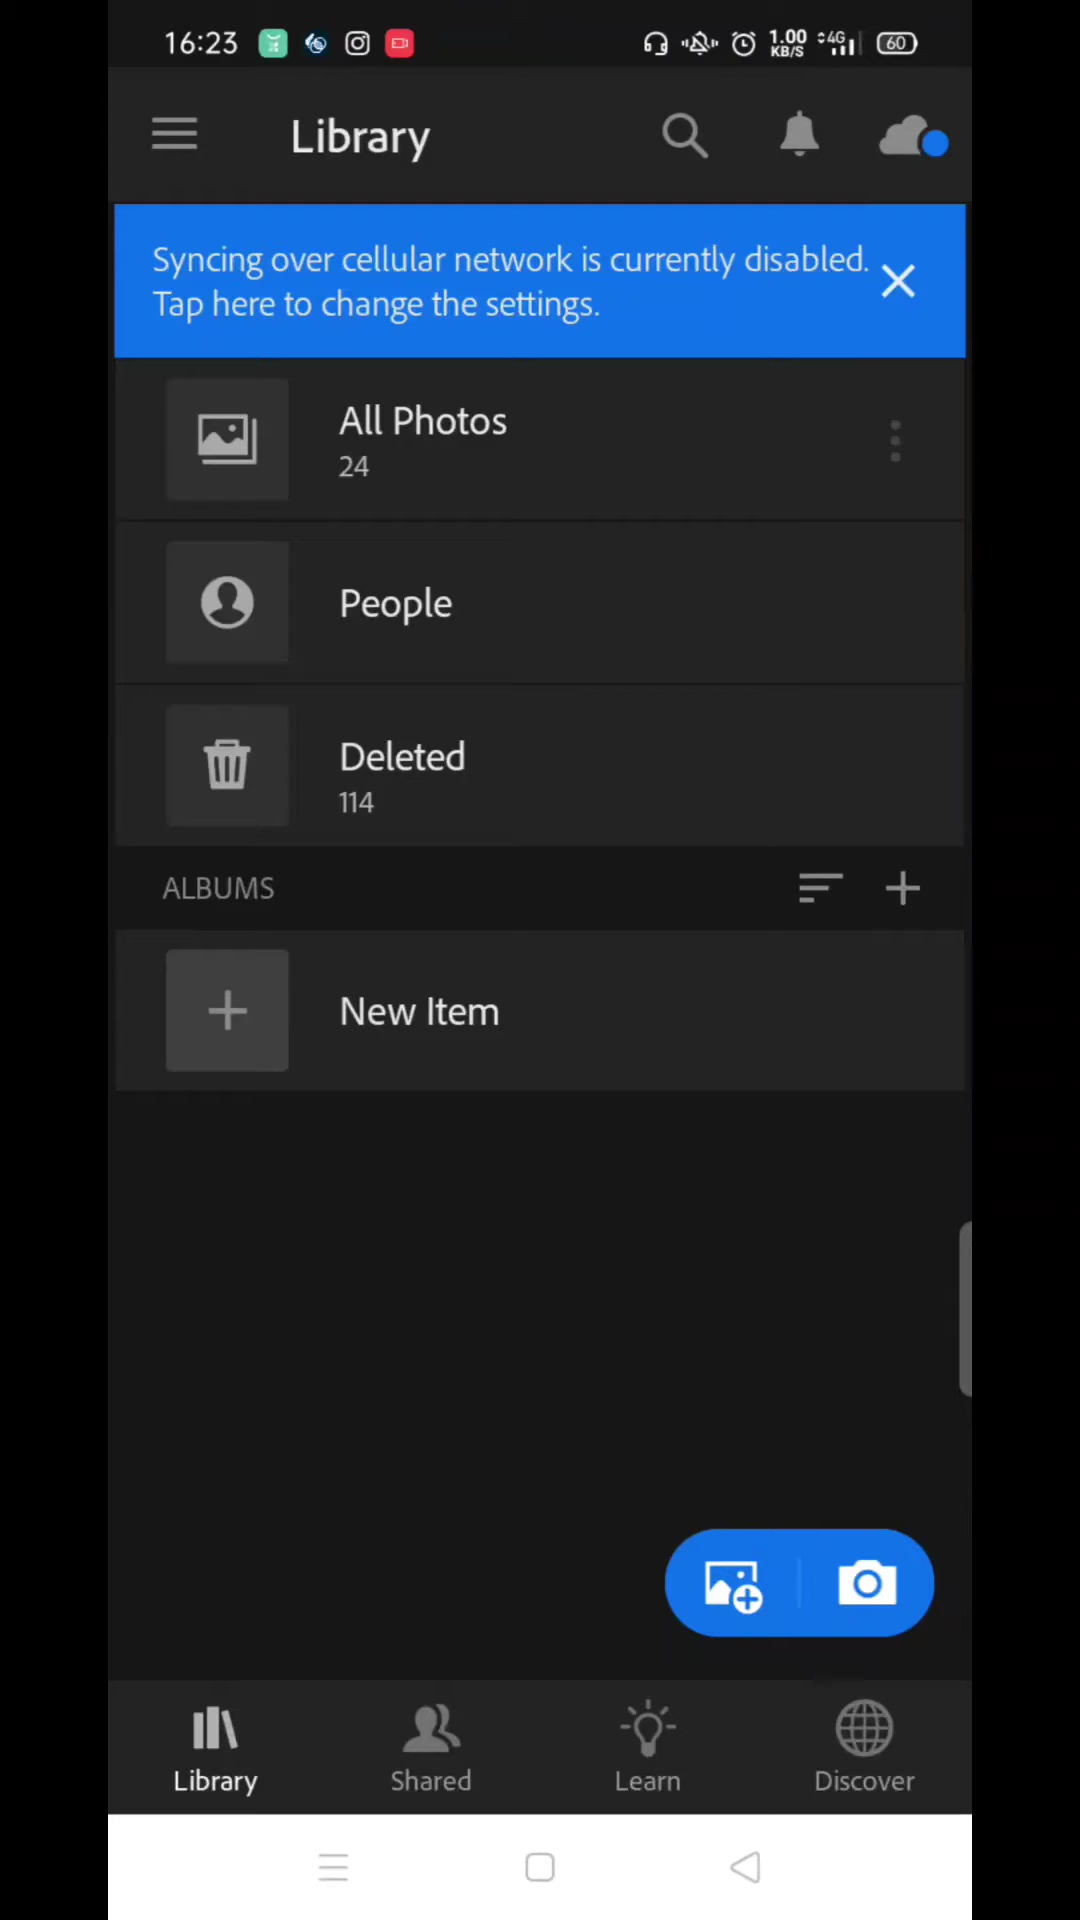 16:23
1.00
KB/S
4G
60
Library
Syncing over cellular network is currently disabled.
Tap here to change the settings.
All Photos
24
People
Deleted
114
ALBUMS
New Item
Library
Shared
Learn
Discover